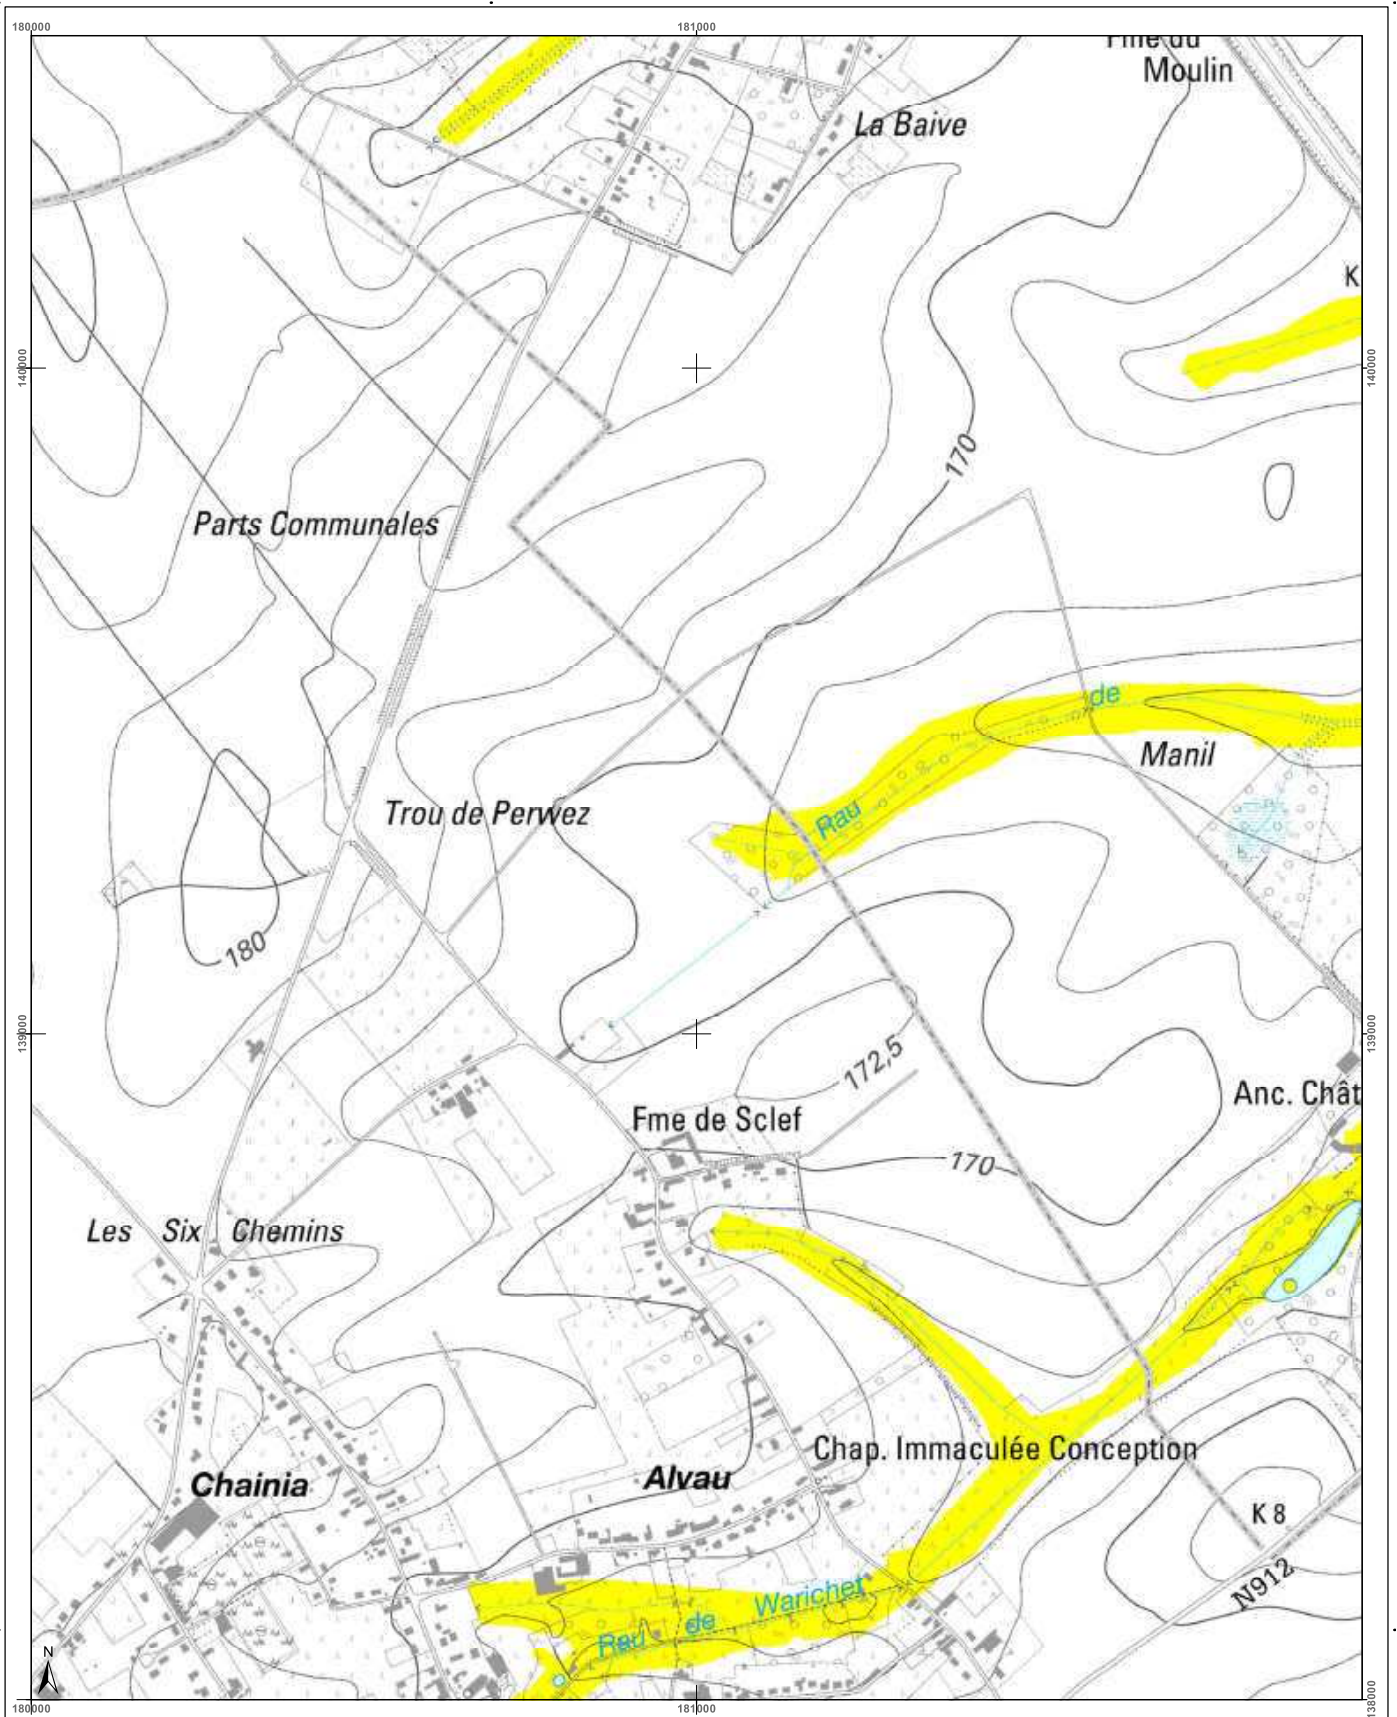 180000
181000
Moulin
La Baive
K
140000
140000
170
Parts Communales
de
Manil
Rau
Trou de Perwez
180
139000
139000
172,5
Anc. Chât
Fme de Sclef
170
Les Six Chemins
Chap. Immaculée Conception
Alvau
Chainia
K 8
N912
Rau de Warichet
N
180000
181000
138000